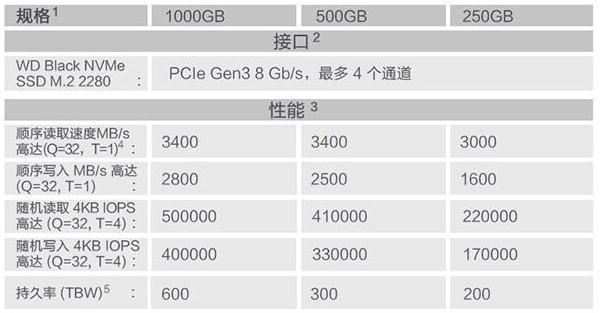 规格1 1000GB 500GB 250GB
接口2
WD Black NVMe
SSD M.2 2280 : PCIe Gen3 8 Gb/s，最多 4 个通道
性能 3
顺序读取速度MB/s
高达(Q=32，T=1)4 : 3400 3400 3000
顺序写入 MB/s 高达
(Q=32, T=1) : 2800 2500 1600
随机读取 4KB IOPS
高达 (Q=32, T=4) : 500000 410000 220000
随机写入 4KB IOPS
高达 (Q=32, T=4) : 400000 330000 170000
持久率 (TBW)5 : 600 300 200